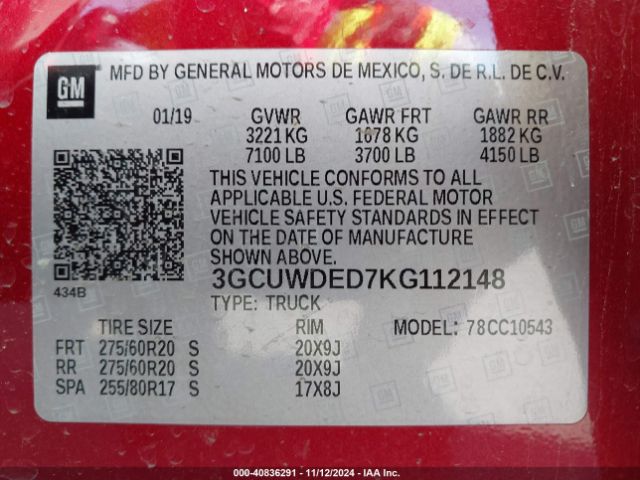 GM
MFD BY GENERAL MOTORS DE MEXICO, S. DE R.L. DE C.V.
01/19 GVWR GAWR FRT GAWR RR
3221 KG 1678 KG 1882 KG
7100 LB 3700 LB 4150 LB
THIS VEHICLE CONFORMS TO ALL
APPLICABLE U.S. FEDERAL MOTOR
VEHICLE SAFETY STANDARDS IN EFFECT
ON THE DATE OF MANUFACTURE
SHOWN ABOVE.
434B
3GCUWDED7KG112148
TYPE: TRUCK
TIRE SIZE RIM MODEL: 78CC10543
FRT 275/60R20 S 20X9J
RR 275/60R20 S 20X9J
SPA 255/80R17 S 17X8J
3-40836291 - 11/12/2024 - IAA Inc.